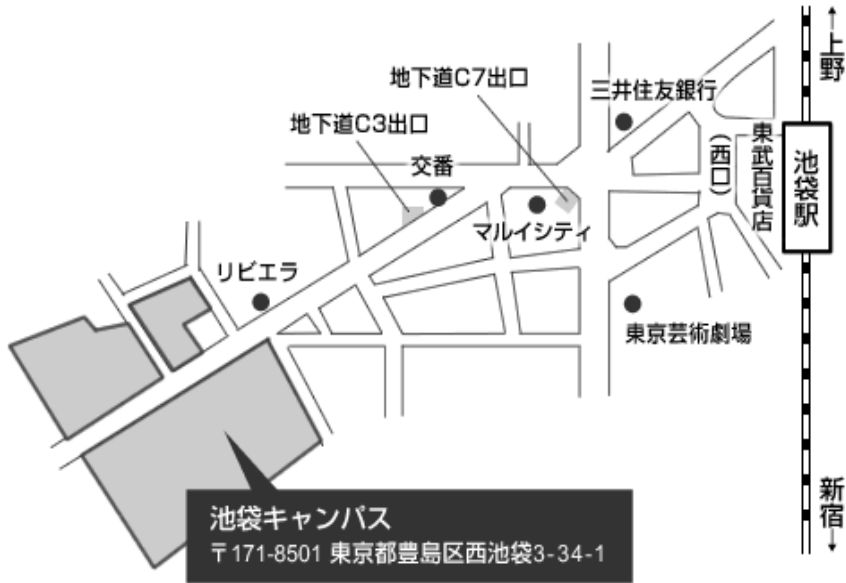 ↑
上野
地下道C7出口
三井住友銀行
地下道C3出口
交番
(西口)
東武百貨店
池袋駅
マルイシティ
リビエラ
東京芸術劇場
新宿
↓
池袋キャンパス
〒171-8501 東京都豊島区西池袋3-34-1